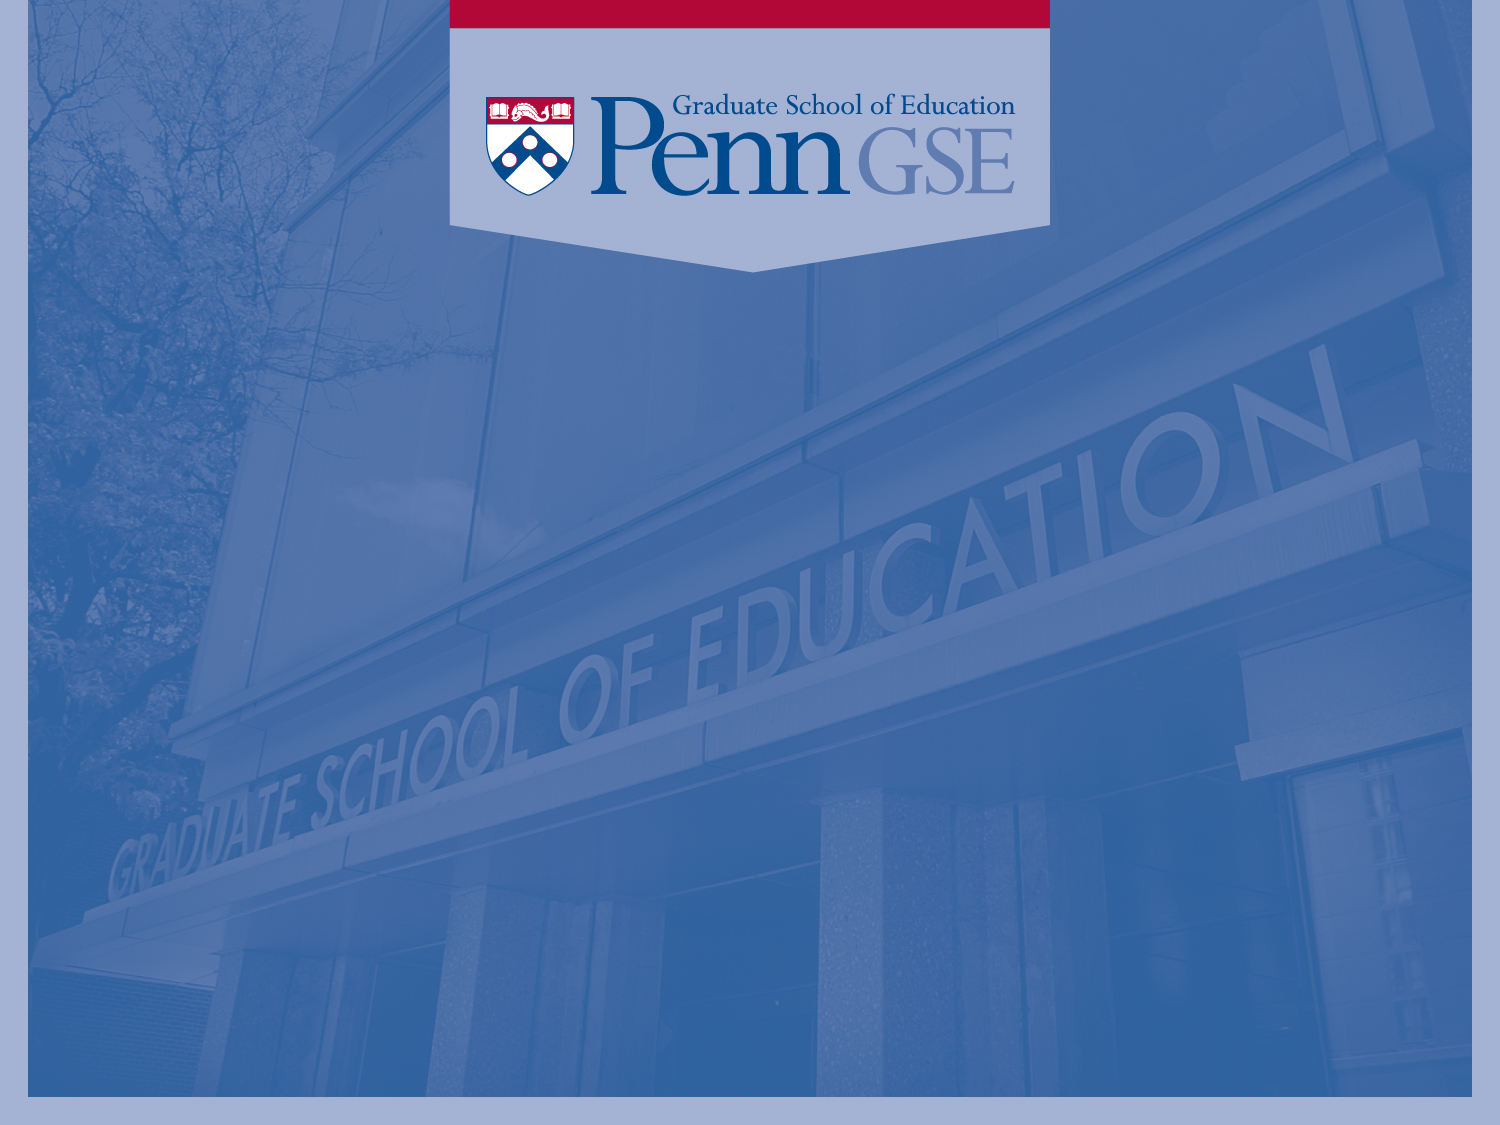 Graduate School of Education
Penn GSE
GRADUATE SCHOOL OF EDUCATION